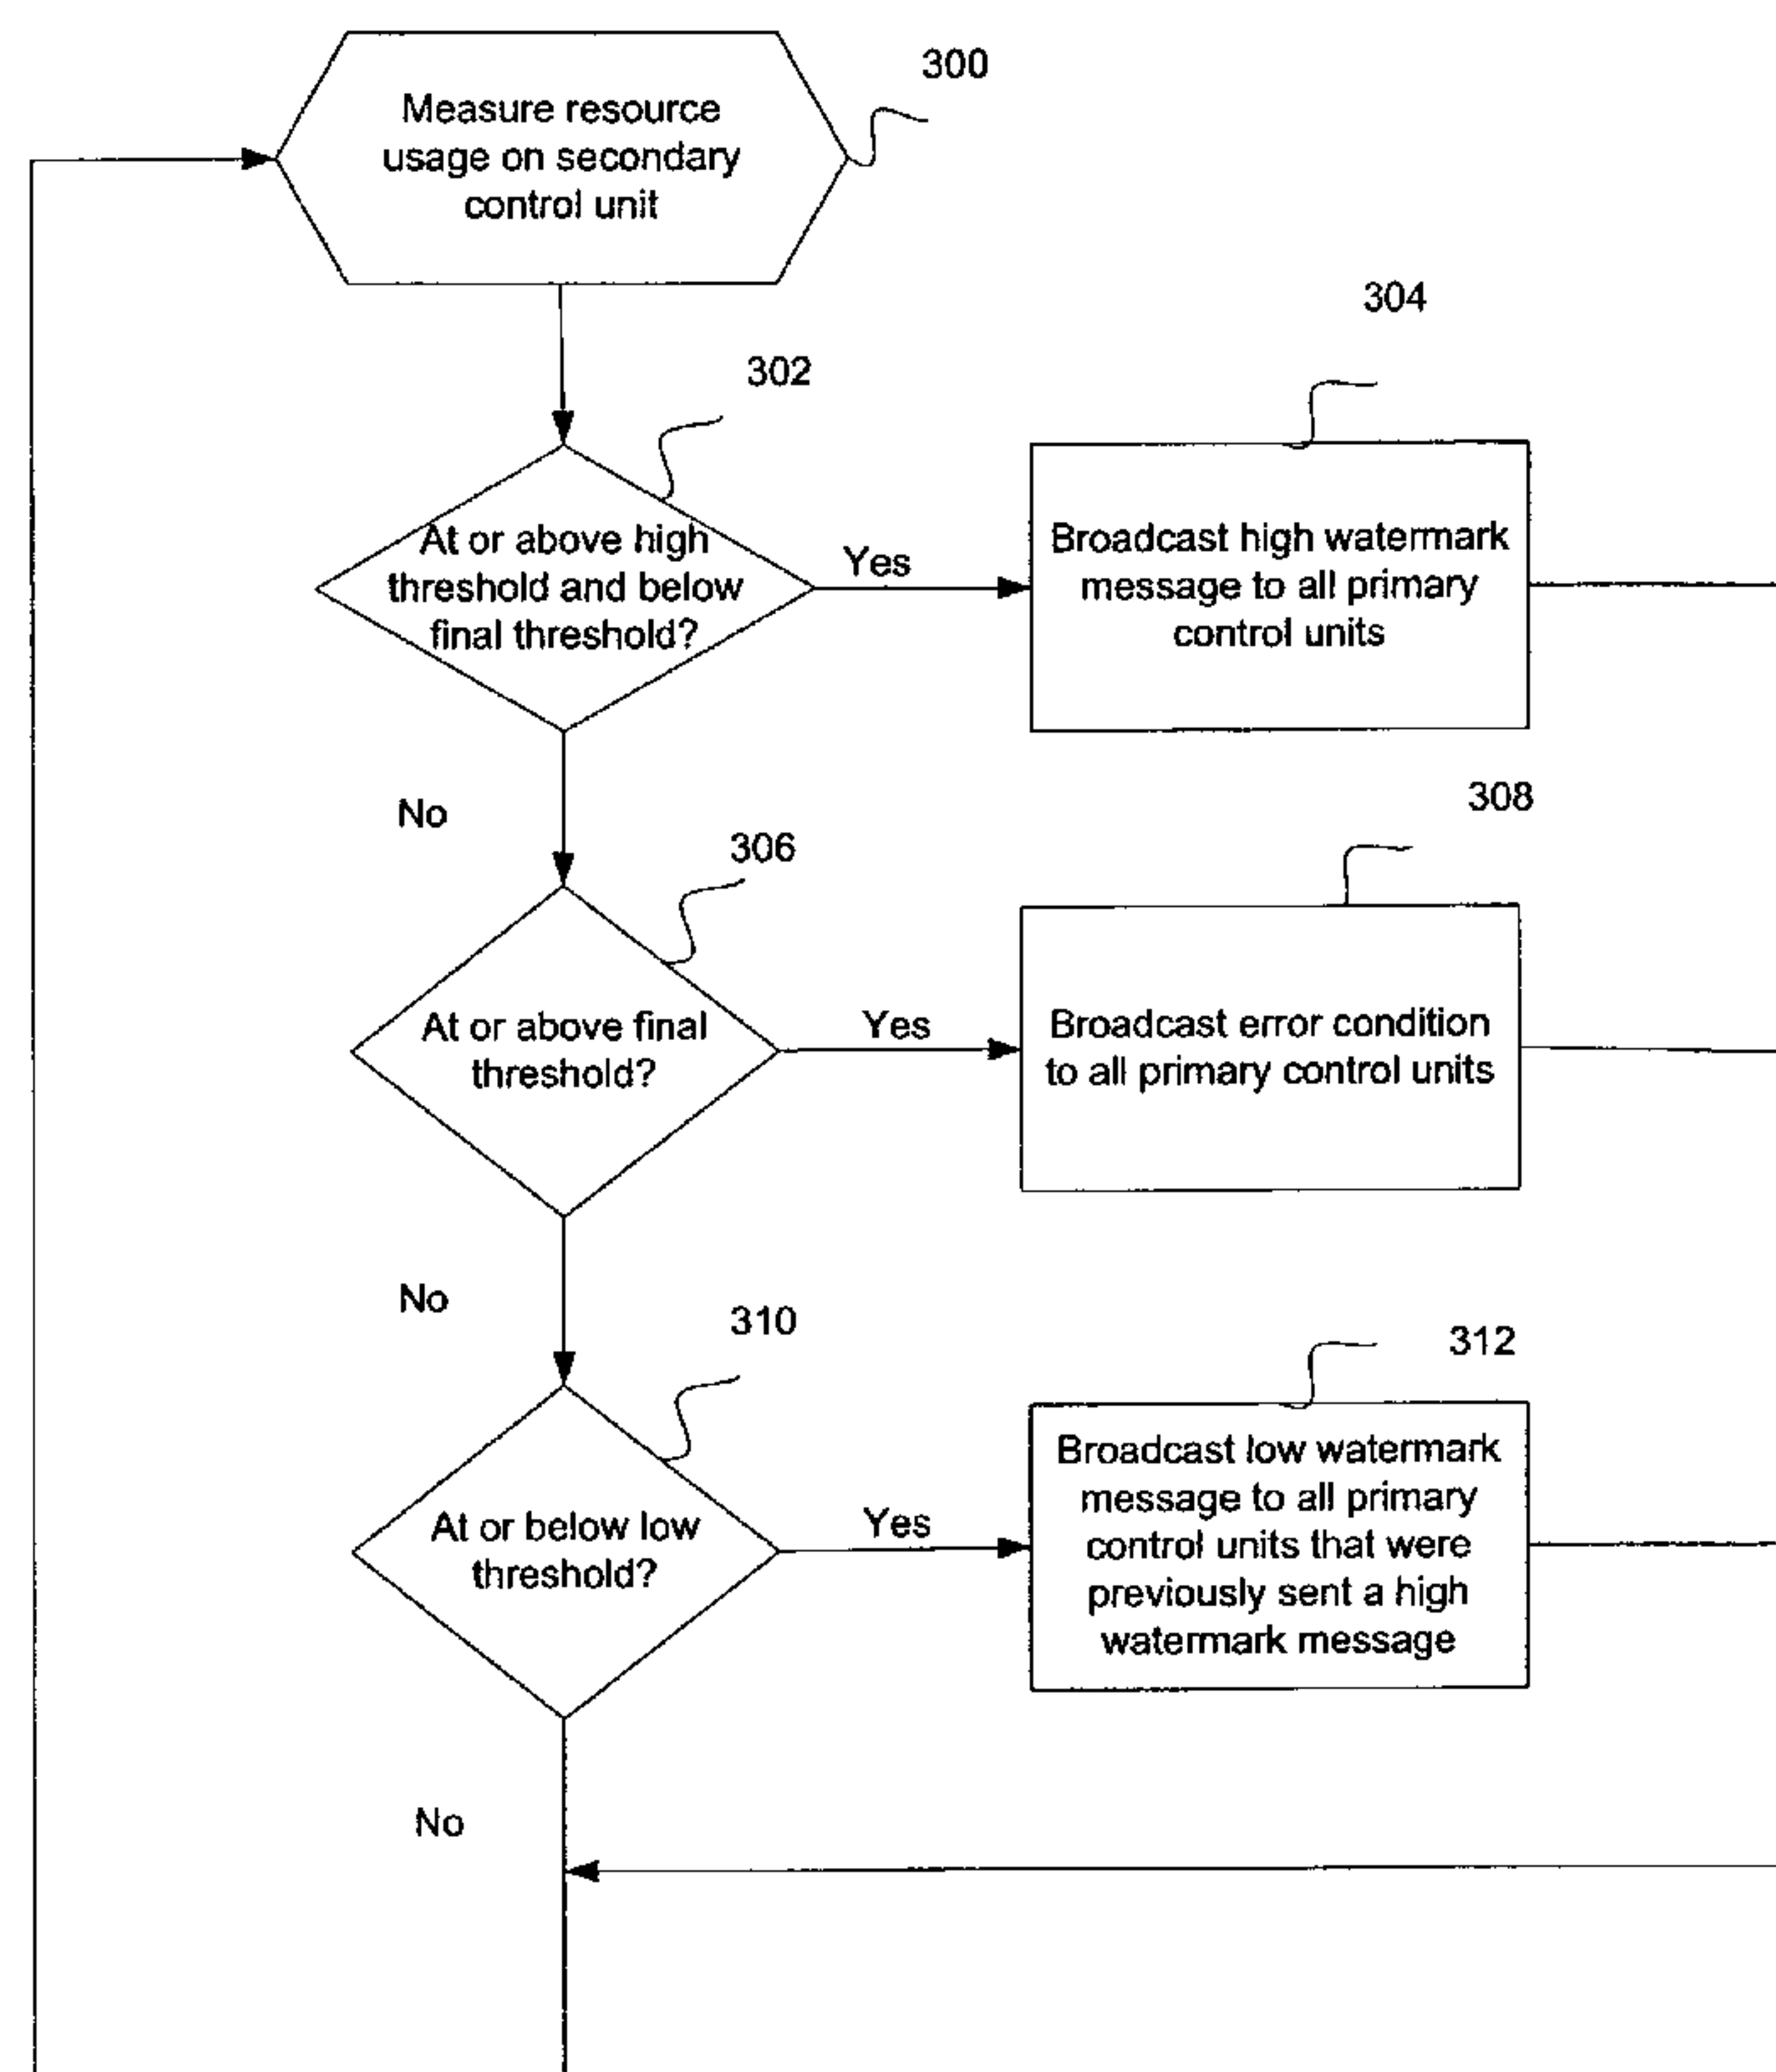 300
Measure resource
usage on secondary
control unit
302
304
At or above high
threshold and below
final threshold?
Yes
Broadcast high watermark
message to all primary
control units
No
306
308
At or above final
threshold?
Yes
Broadcast error condition
to all primary control units
No
310
312
At or below low
threshold?
Yes
Broadcast low watermark
message to all primary
control units that were
previously sent a high
watermark message
No